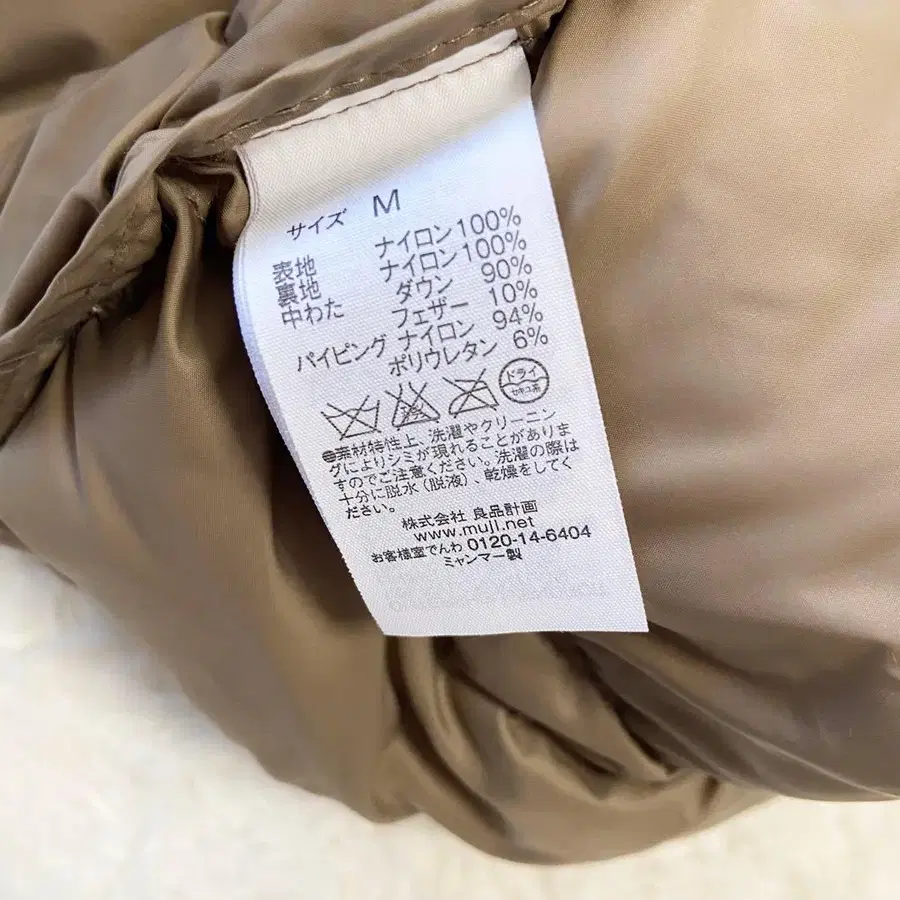 サイズ M
表地 ナイロン100%
裏地 ナイロン100%
中わた ダウン 90%
フェザー 10%
パイピング ナイロン 94%
ポリウレタン 6%
ドライ
セキユ系
●素材特性上、洗濯やクリーニン
グによりシミが現れることがありま
すのでご注意ください。洗濯の際は
十分に脱水（脱液）、乾燥をしてく
ださい。
株式会社 良品計画
www.muji.net
お客様室でんわ 0120-14-6404
ミャンマー製